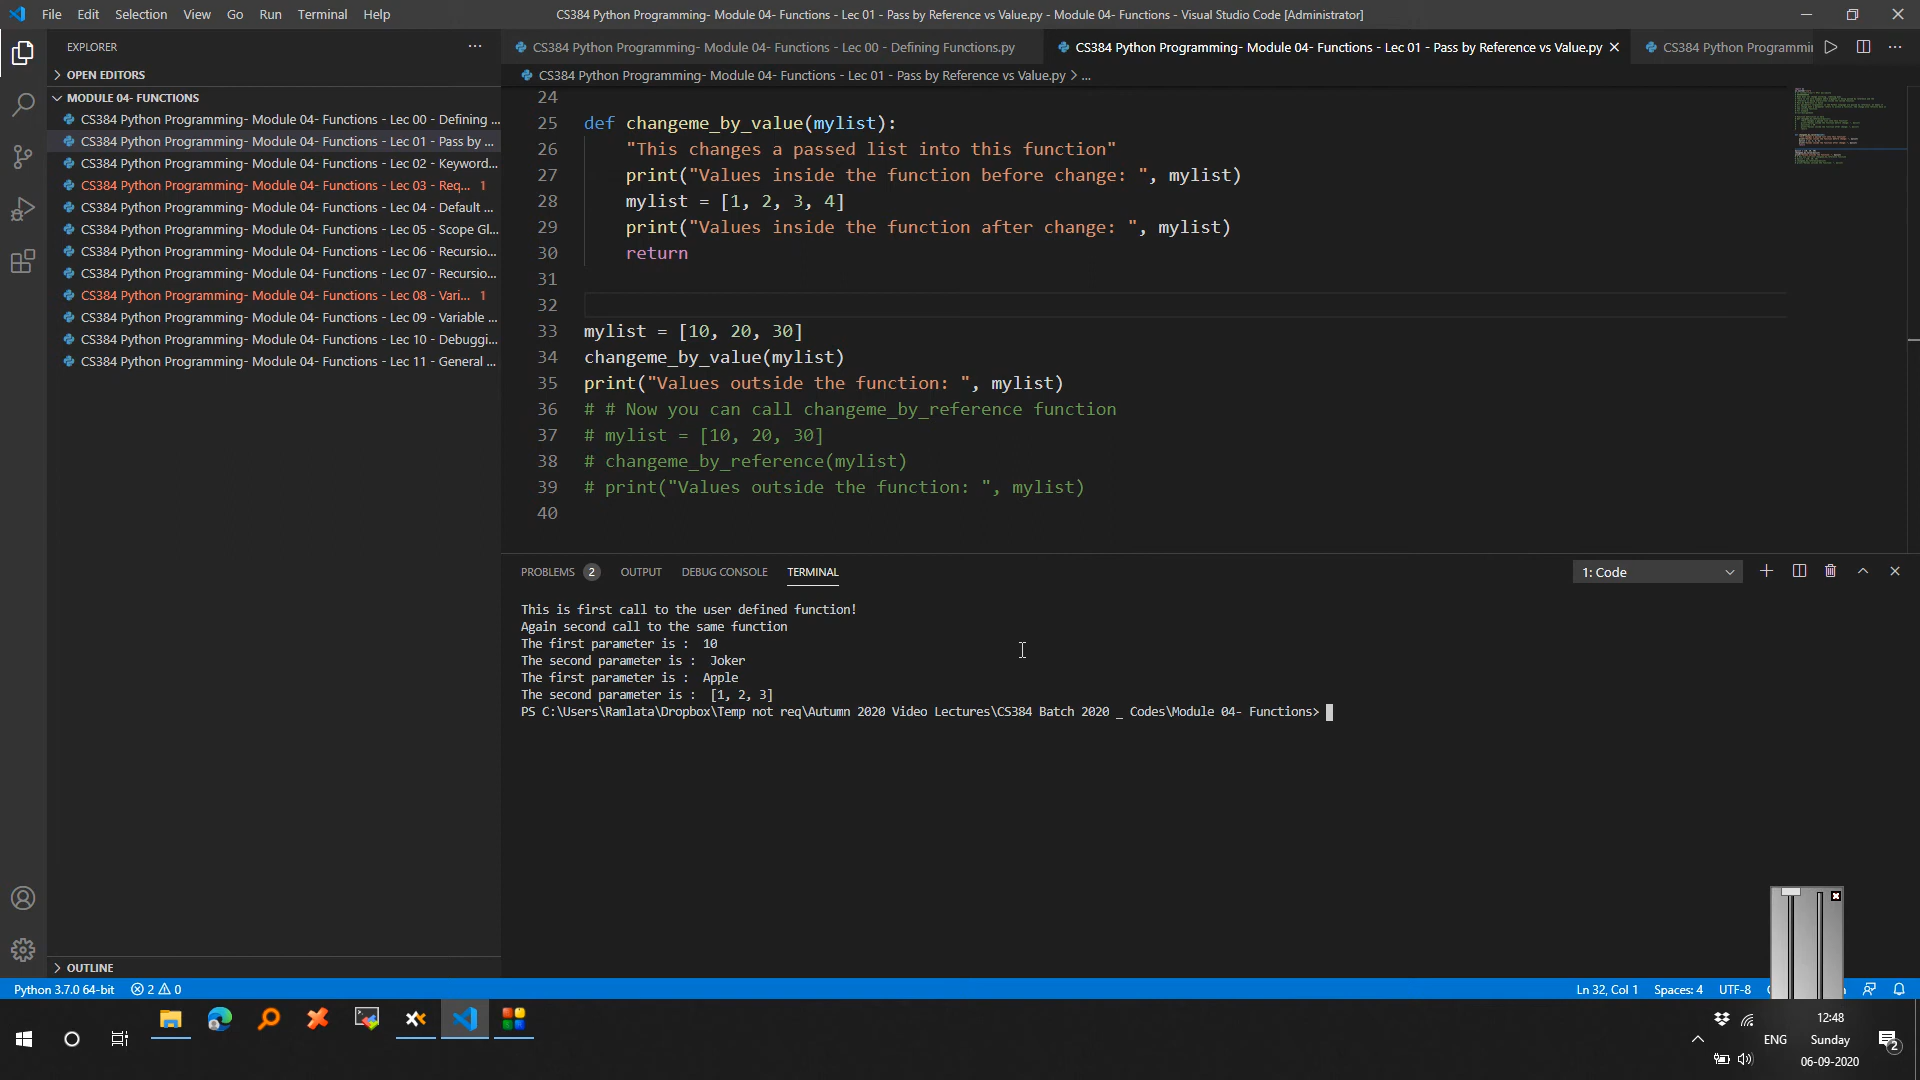 File Edit Selection View Go Run Terminal Help
CS384 Python Programming- Module 04- Functions - Lec 01 - Pass by Reference vs Value.py - Module 04- Functions - Visual Studio Code [Administrator]
EXPLORER
CS384 Python Programming- Module 04- Functions - Lec 00 - Defining Functions.py
CS384 Python Programming- Module 04- Functions - Lec 01 - Pass by Reference vs Value.py
CS384 Python Programmi
OPEN EDITORS
CS384 Python Programming- Module 04- Functions - Lec 01 - Pass by Reference vs Value.py > ...
MODULE 04- FUNCTIONS
CS384 Python Programming- Module 04- Functions - Lec 00 - Defining ...
CS384 Python Programming- Module 04- Functions - Lec 01 - Pass by ...
CS384 Python Programming- Module 04- Functions - Lec 02 - Keyword...
CS384 Python Programming- Module 04- Functions - Lec 03 - Req... 1
CS384 Python Programming- Module 04- Functions - Lec 04 - Default ...
CS384 Python Programming- Module 04- Functions - Lec 05 - Scope Gl...
CS384 Python Programming- Module 04- Functions - Lec 06 - Recursio...
CS384 Python Programming- Module 04- Functions - Lec 07 - Recursio...
CS384 Python Programming- Module 04- Functions - Lec 08 - Vari... 1
CS384 Python Programming- Module 04- Functions - Lec 09 - Variable ...
CS384 Python Programming- Module 04- Functions - Lec 10 - Debuggi...
CS384 Python Programming- Module 04- Functions - Lec 11 - General ...
OUTLINE
24
25 def changeme_by_value(mylist):
26 "This changes a passed list into this function"
27 print("Values inside the function before change: ", mylist)
28 mylist = [1, 2, 3, 4]
29 print("Values inside the function after change: ", mylist)
30 return
31
32
33 mylist = [10, 20, 30]
34 changeme_by_value(mylist)
35 print("Values outside the function: ", mylist)
36 # # Now you can call changeme_by_reference function
37 # mylist = [10, 20, 30]
38 # changeme_by_reference(mylist)
39 # print("Values outside the function: ", mylist)
40
PROBLEMS 2 OUTPUT DEBUG CONSOLE TERMINAL 1: Code
This is first call to the user defined function!
Again second call to the same function
The first parameter is :  10
The second parameter is :  Joker
The first parameter is :  Apple
The second parameter is :  [1, 2, 3]
PS C:\Users\Ramlata\Dropbox\Temp not req\Autumn 2020 Video Lectures\CS384 Batch 2020 _ Codes\Module 04- Functions>
Python 3.7.0 64-bit 2 0 Ln 32, Col 1 Spaces: 4 UTF-8
12:48
ENG Sunday 2
06-09-2020